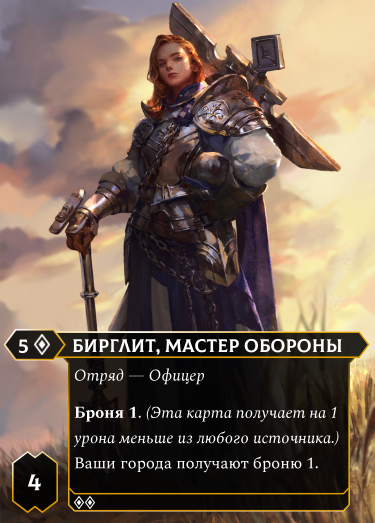 5 БИРГЛИТ, МАСТЕР ОБОРОНЫ
Отряд — Офицер
Броня 1. (Эта карта получает на 1
урона меньше из любого источника.)
Ваши города получают броню 1.
4